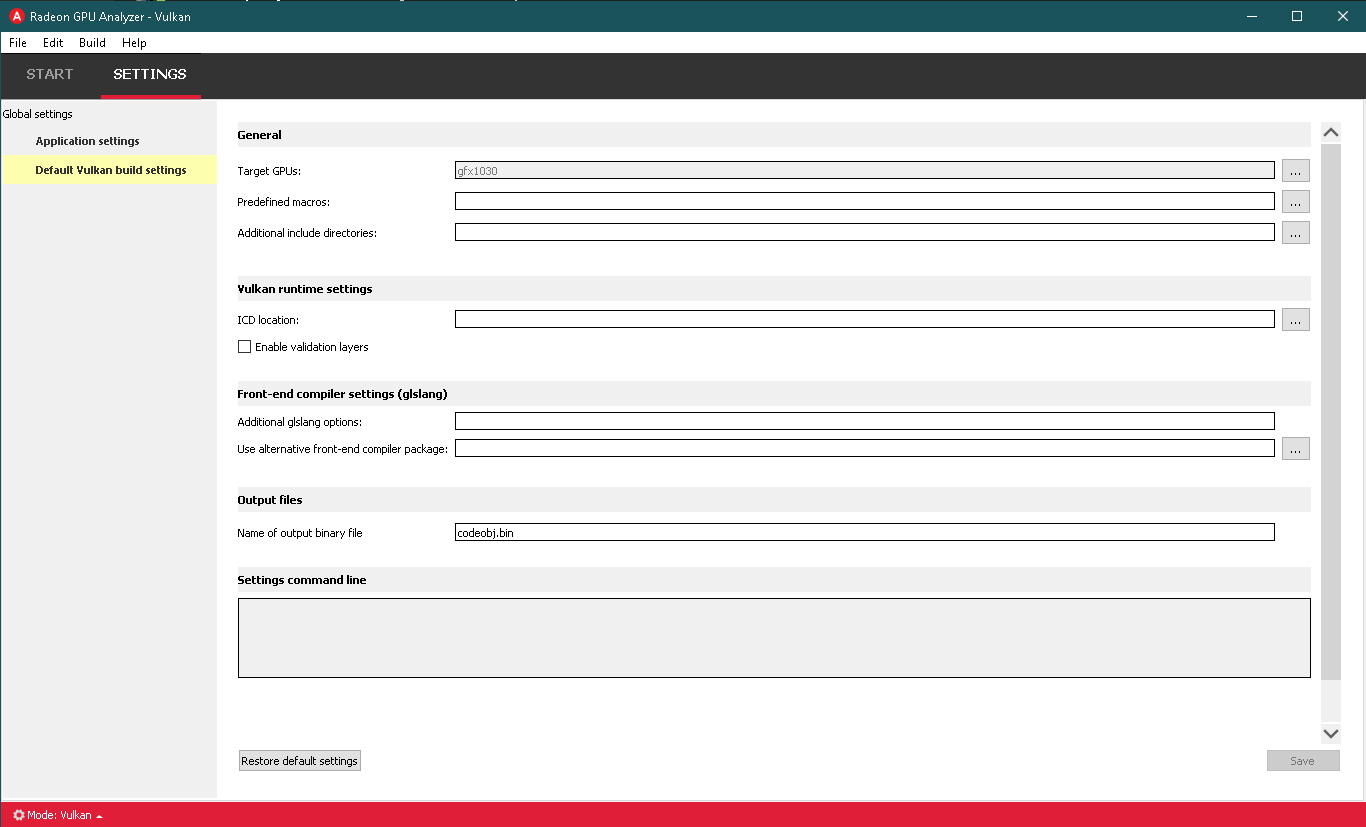 Radeon GPU Analyzer - Vulkan
File Edit Build Help
START SETTINGS
Global settings
Application settings
Default Vulkan build settings
General
Target GPUs: gfx1030 ...
Predefined macros: ...
Additional include directories: ...
Vulkan runtime settings
ICD location: ...
Enable validation layers
Front-end compiler settings (glslang)
Additional glslang options:
Use alternative front-end compiler package: ...
Output files
Name of output binary file codeobj.bin
Settings command line
Restore default settings Save
Mode: Vulkan